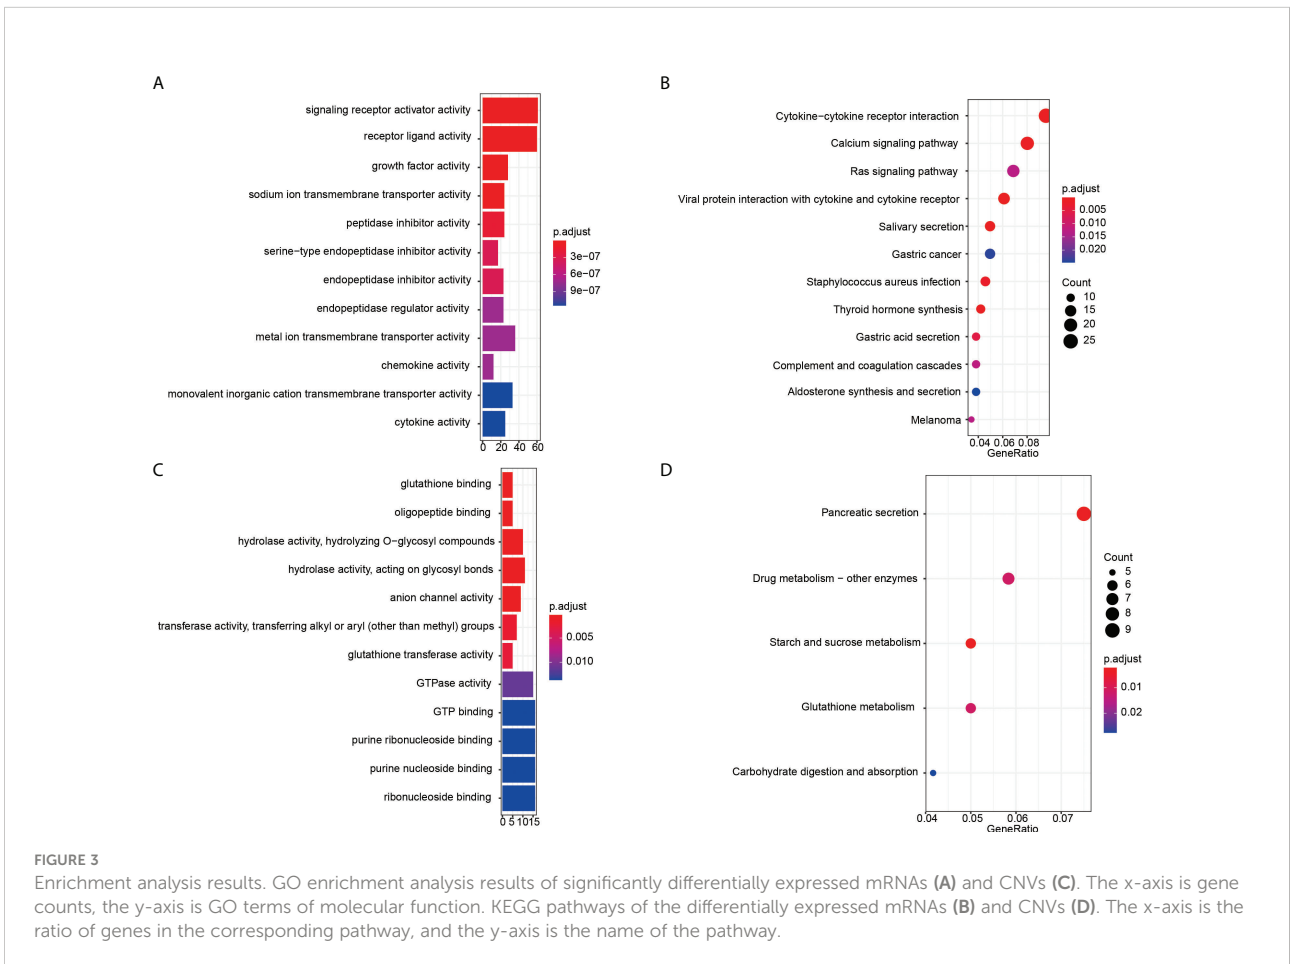 A
signaling receptor activator activity
receptor ligand activity
growth factor activity
sodium ion transmembrane transporter activity
peptidase inhibitor activity
serine−type endopeptidase inhibitor activity
endopeptidase inhibitor activity
endopeptidase regulator activity
metal ion transmembrane transporter activity
chemokine activity
monovalent inorganic cation transmembrane transporter activity
cytokine activity
0 20 40 60
p.adjust
3e−07
6e−07
9e−07
B
Cytokine−cytokine receptor interaction
Calcium signaling pathway
Ras signaling pathway
Viral protein interaction with cytokine and cytokine receptor
Salivary secretion
Gastric cancer
Staphylococcus aureus infection
Thyroid hormone synthesis
Gastric acid secretion
Complement and coagulation cascades
Aldosterone synthesis and secretion
Melanoma
0.04 0.06 0.08
GeneRatio
p.adjust
0.005
0.010
0.015
0.020
Count
10
15
20
25
C
glutathione binding
oligopeptide binding
hydrolase activity, hydrolyzing O−glycosyl compounds
hydrolase activity, acting on glycosyl bonds
anion channel activity
transferase activity, transferring alkyl or aryl (other than methyl) groups
glutathione transferase activity
GTPase activity
GTP binding
purine ribonucleoside binding
purine nucleoside binding
ribonucleoside binding
0 5 10 15
p.adjust
0.005
0.010
D
Pancreatic secretion
Drug metabolism − other enzymes
Starch and sucrose metabolism
Glutathione metabolism
Carbohydrate digestion and absorption
0.04 0.05 0.06 0.07
GeneRatio
Count
5
6
7
8
9
p.adjust
0.01
0.02
FIGURE 3
Enrichment analysis results. GO enrichment analysis results of significantly differentially expressed mRNAs (A) and CNVs (C). The x-axis is gene
counts, the y-axis is GO terms of molecular function. KEGG pathways of the differentially expressed mRNAs (B) and CNVs (D). The x-axis is the
ratio of genes in the corresponding pathway, and the y-axis is the name of the pathway.